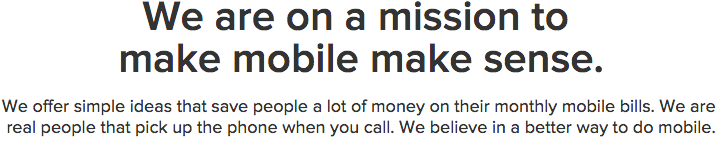 We are on a mission to
make mobile make sense.
We offer simple ideas that save people a lot of money on their monthly mobile bills. We are
real people that pick up the phone when you call. We believe in a better way to do mobile.